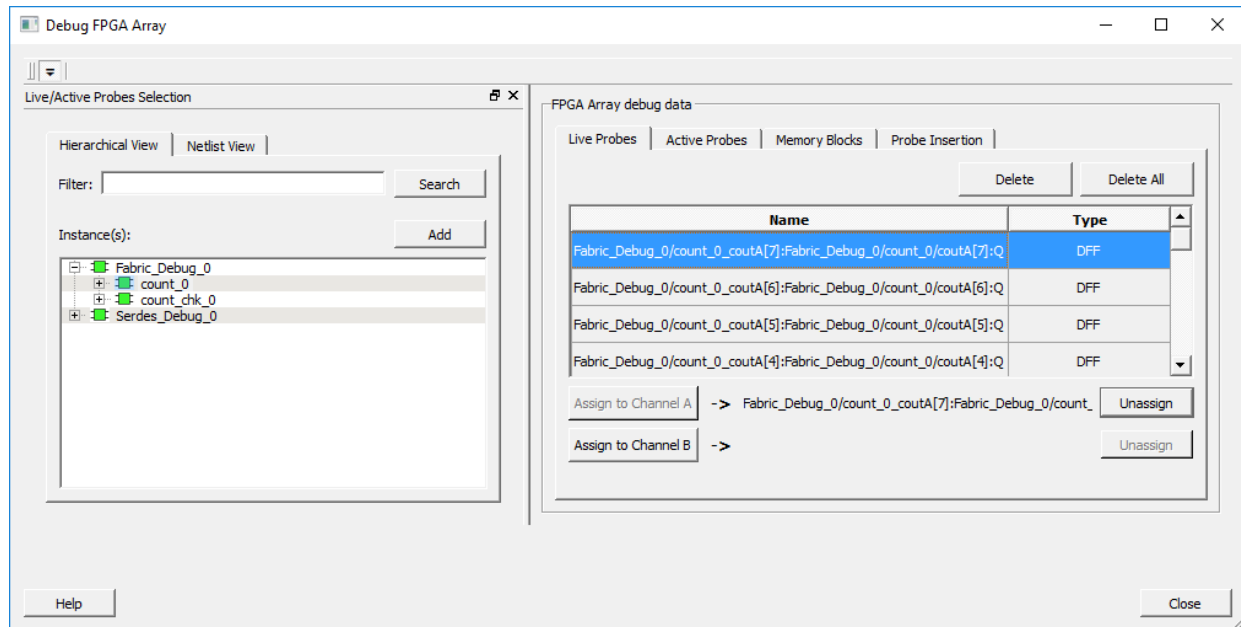 Debug FPGA Array
Live/Active Probes Selection
Hierarchical View
Netlist View
Filter:
Search
Instance(s):
Add
Fabric_Debug_0
count_0
count_chk_0
Serdes_Debug_0
FPGA Array debug data
Live Probes
Active Probes
Memory Blocks
Probe Insertion
Delete
Delete All
Name Type
Fabric_Debug_0/count_0_coutA[7]:Fabric_Debug_0/count_0/coutA[7]:Q DFF
Fabric_Debug_0/count_0_coutA[6]:Fabric_Debug_0/count_0/coutA[6]:Q DFF
Fabric_Debug_0/count_0_coutA[5]:Fabric_Debug_0/count_0/coutA[5]:Q DFF
Fabric_Debug_0/count_0_coutA[4]:Fabric_Debug_0/count_0/coutA[4]:Q DFF
Assign to Channel A -> Fabric_Debug_0/count_0_coutA[7]:Fabric_Debug_0/count_ Unassign
Assign to Channel B -> Unassign
Help
Close